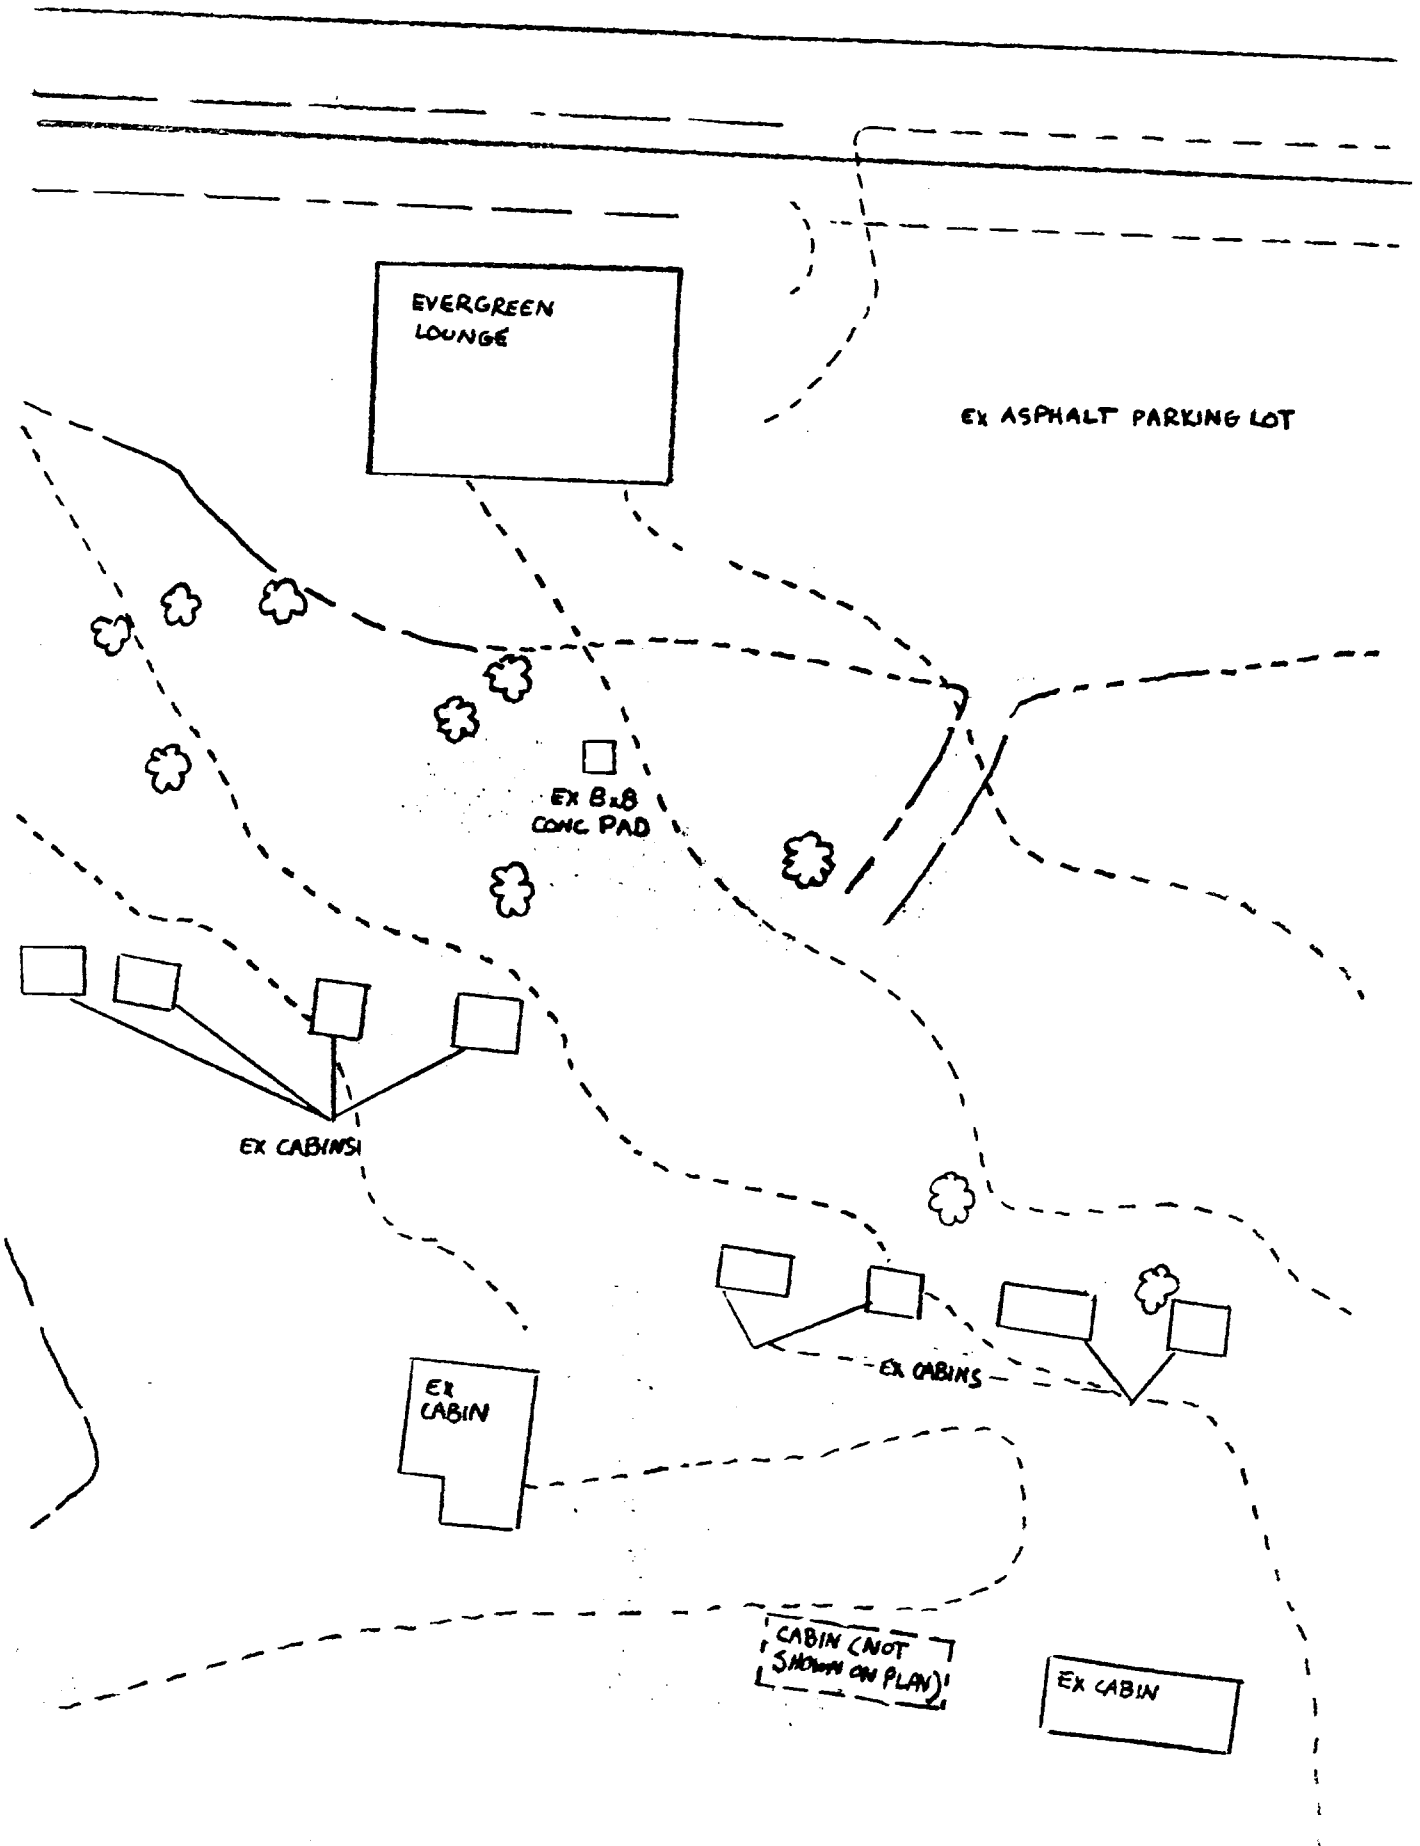 EVERGREEN
LOUNGE
EX ASPHALT PARKING LOT
EX 8x8
CONC PAD
EX CABINS
EX CABINS
EX
CABIN
CABIN (NOT
SHOWN ON PLAN)
EX CABIN